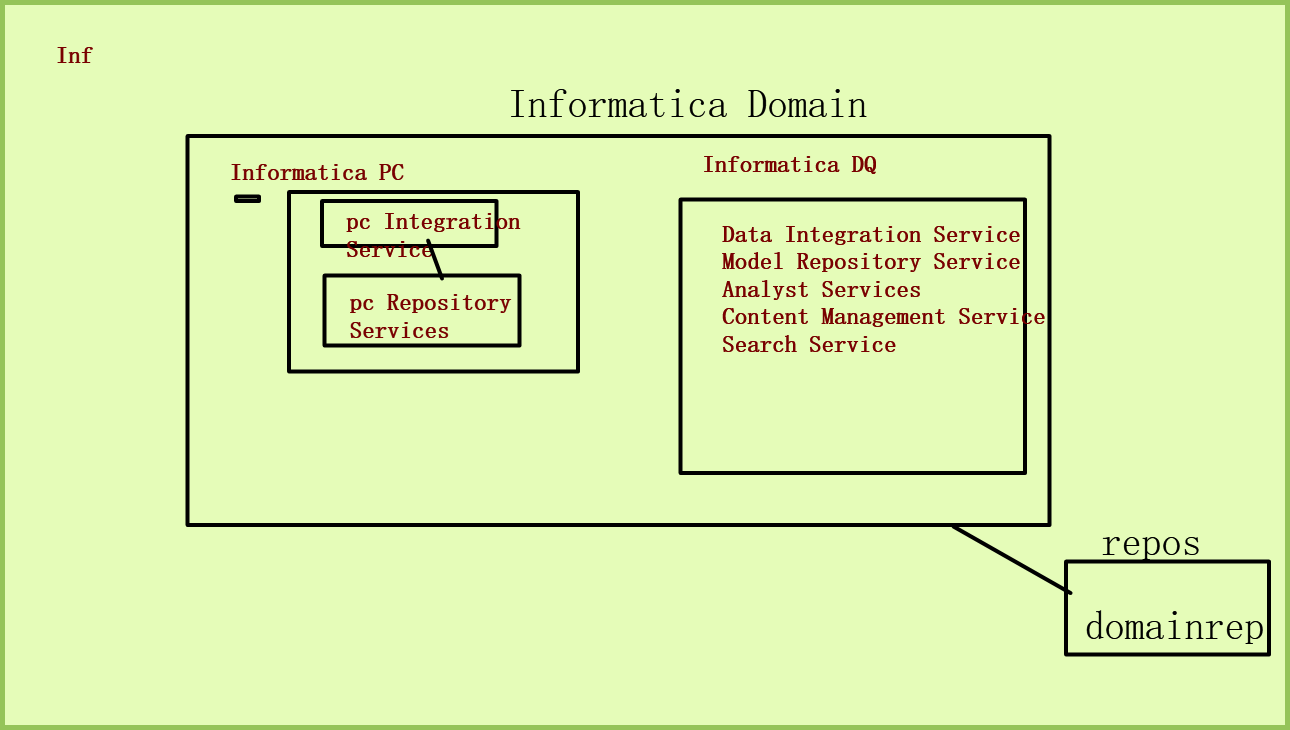 Inf
Informatica Domain
Informatica PC
pc Integration
Service
pc Repository
Services
Informatica DQ
Data Integration Service
Model Repository Service
Analyst Services
Content Management Service
Search Service
repos
domainrep